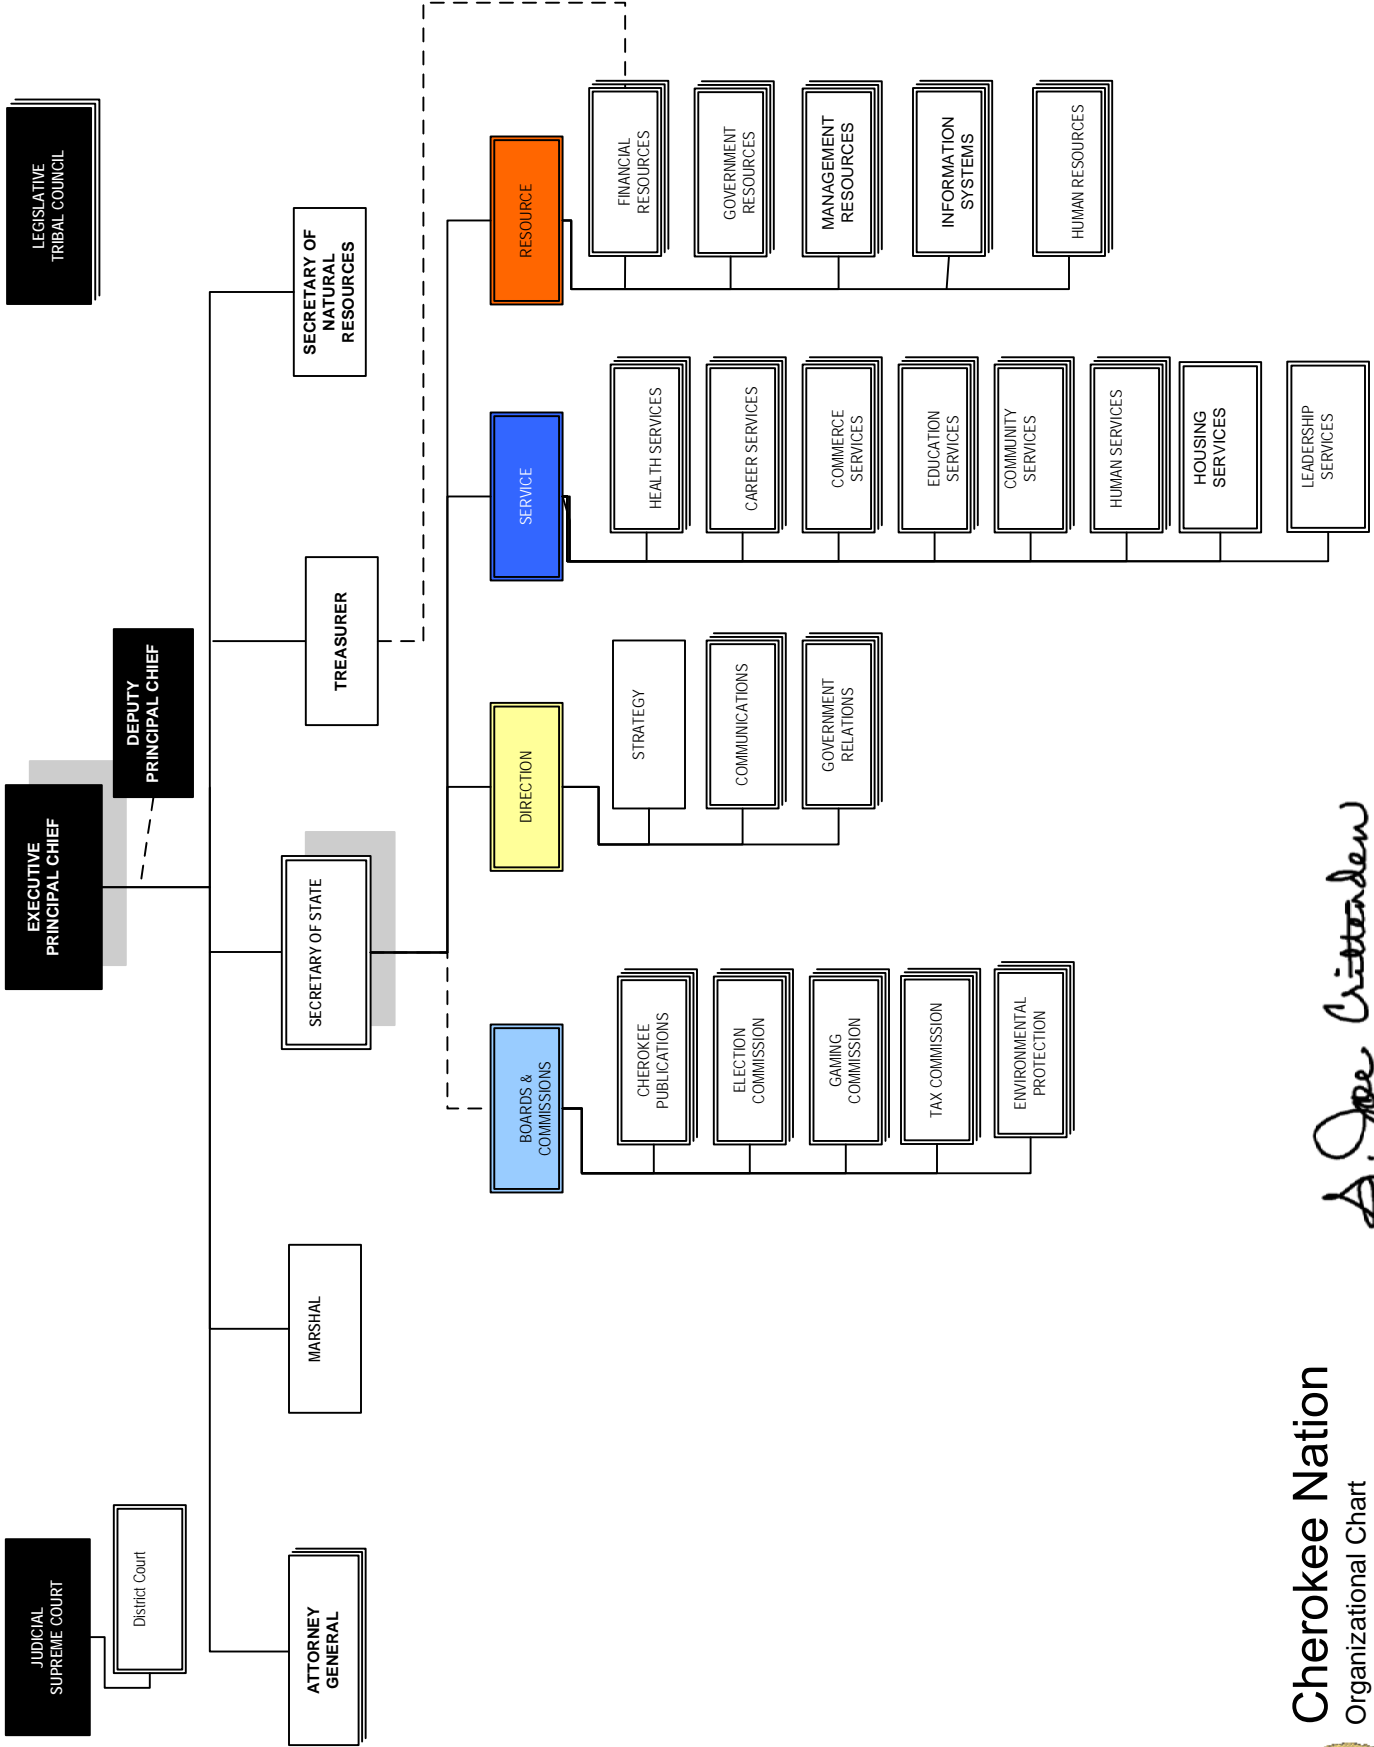 JUDICIAL
SUPREME COURT
District Court
EXECUTIVE
PRINCIPAL CHIEF
DEPUTY
PRINCIPAL CHIEF
LEGISLATIVE
TRIBAL COUNCIL
ATTORNEY
GENERAL
MARSHAL
SECRETARY OF STATE
TREASURER
SECRETARY OF
NATURAL
RESOURCES
BOARDS &
COMMISSIONS
CHEROKEE
PUBLICATIONS
ELECTION
COMMISSION
GAMING
COMMISSION
TAX COMMISSION
ENVIRONMENTAL
PROTECTION
DIRECTION
STRATEGY
COMMUNICATIONS
GOVERNMENT
RELATIONS
SERVICE
HEALTH SERVICES
CAREER SERVICES
COMMERCE
SERVICES
EDUCATION
SERVICES
COMMUNITY
SERVICES
HUMAN SERVICES
HOUSING
SERVICES
LEADERSHIP
SERVICES
RESOURCE
FINANCIAL
RESOURCES
GOVERNMENT
RESOURCES
MANAGEMENT
RESOURCES
INFORMATION
SYSTEMS
HUMAN RESOURCES
Cherokee Nation
Organizational Chart
Joe Crittenden